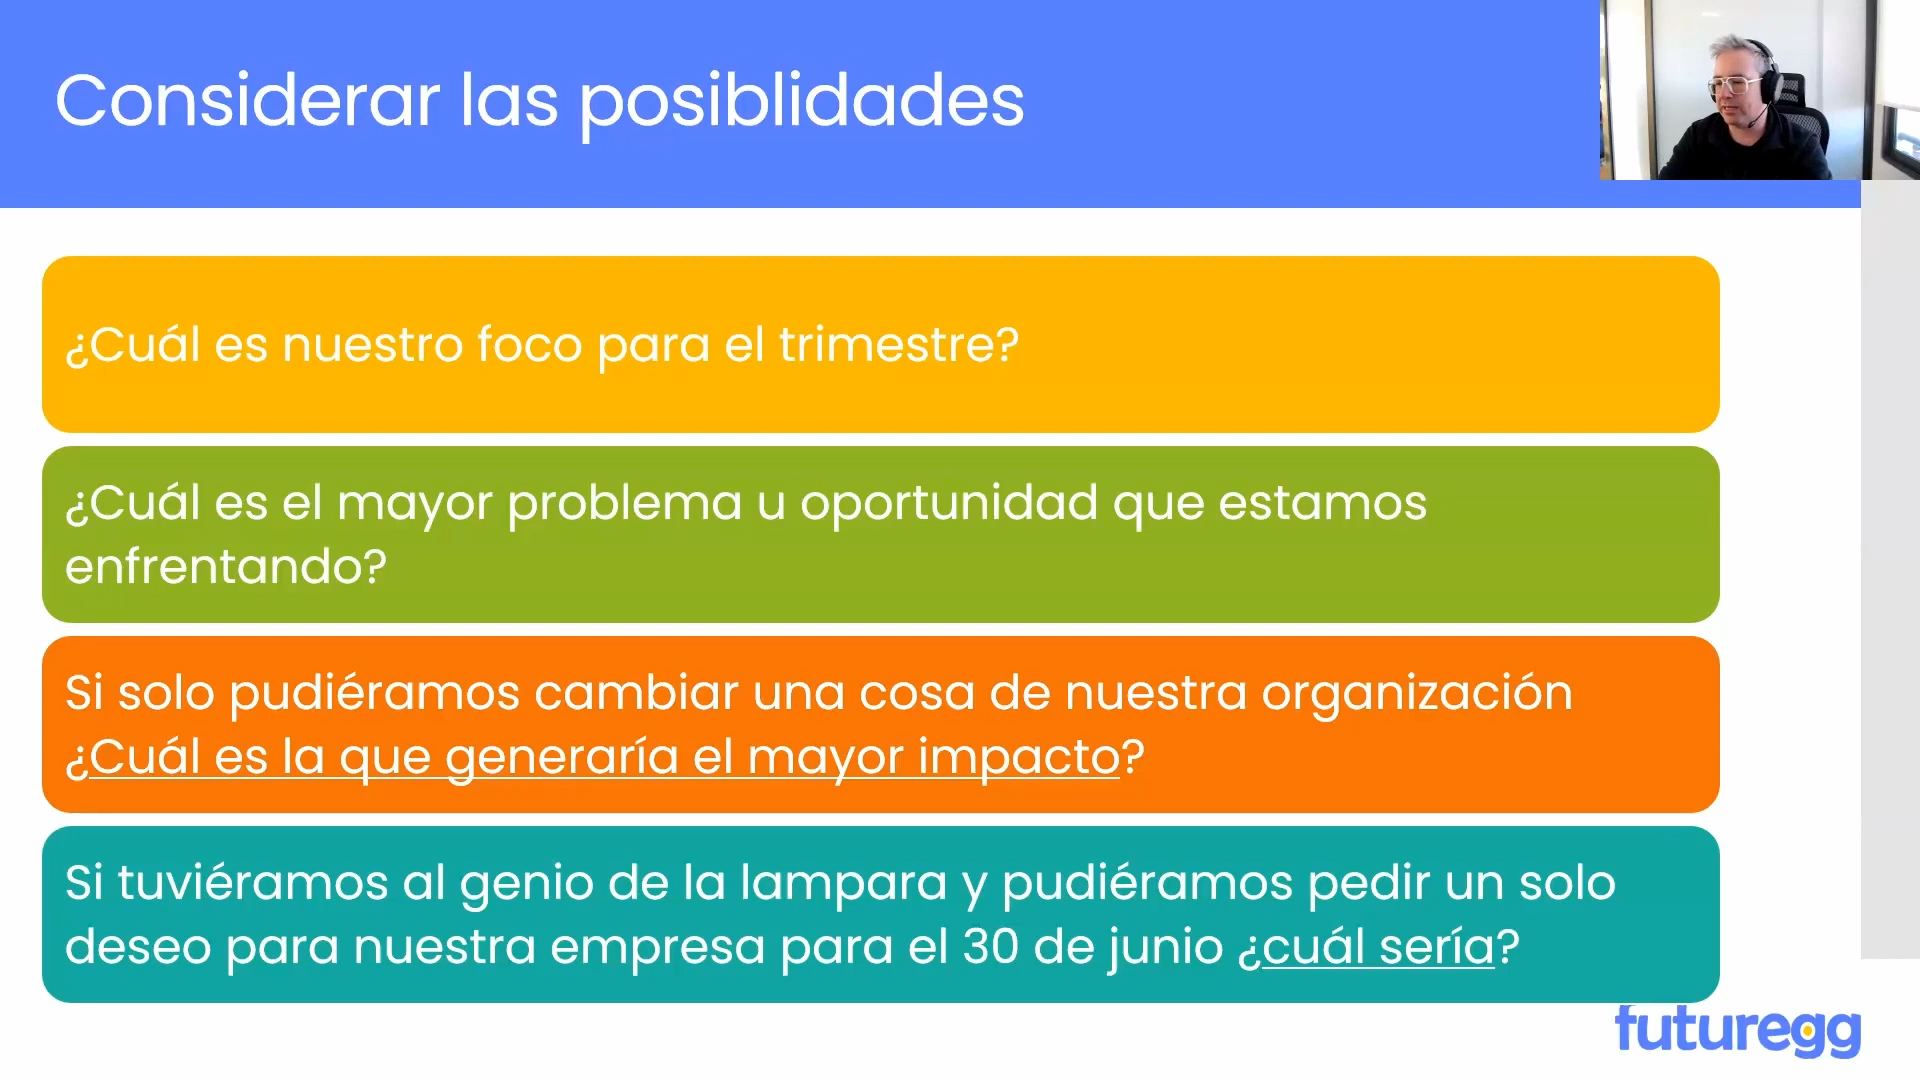 Considerar las posiblidades
¿Cuál es nuestro foco para el trimestre?
¿Cuál es el mayor problema u oportunidad que estamos
enfrentando?
Si solo pudiéramos cambiar una cosa de nuestra organización
¿Cuál es la que generaría el mayor impacto?
Si tuviéramos al genio de la lampara y pudiéramos pedir un solo
deseo para nuestra empresa para el 30 de junio ¿cuál sería?
futuregg